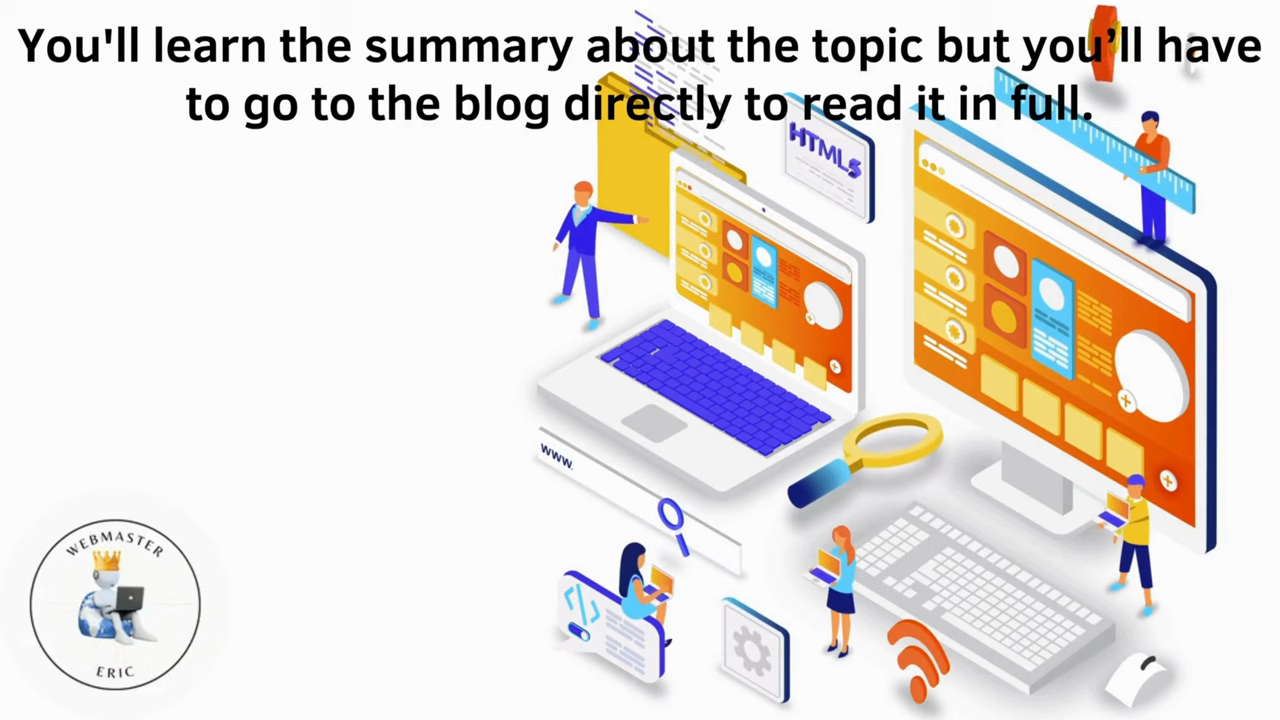 You'll learn the summary about the topic but you’ll have
to go to the blog directly to read it in full.
HTML5
www.
</>
WEBMASTER
ERIC